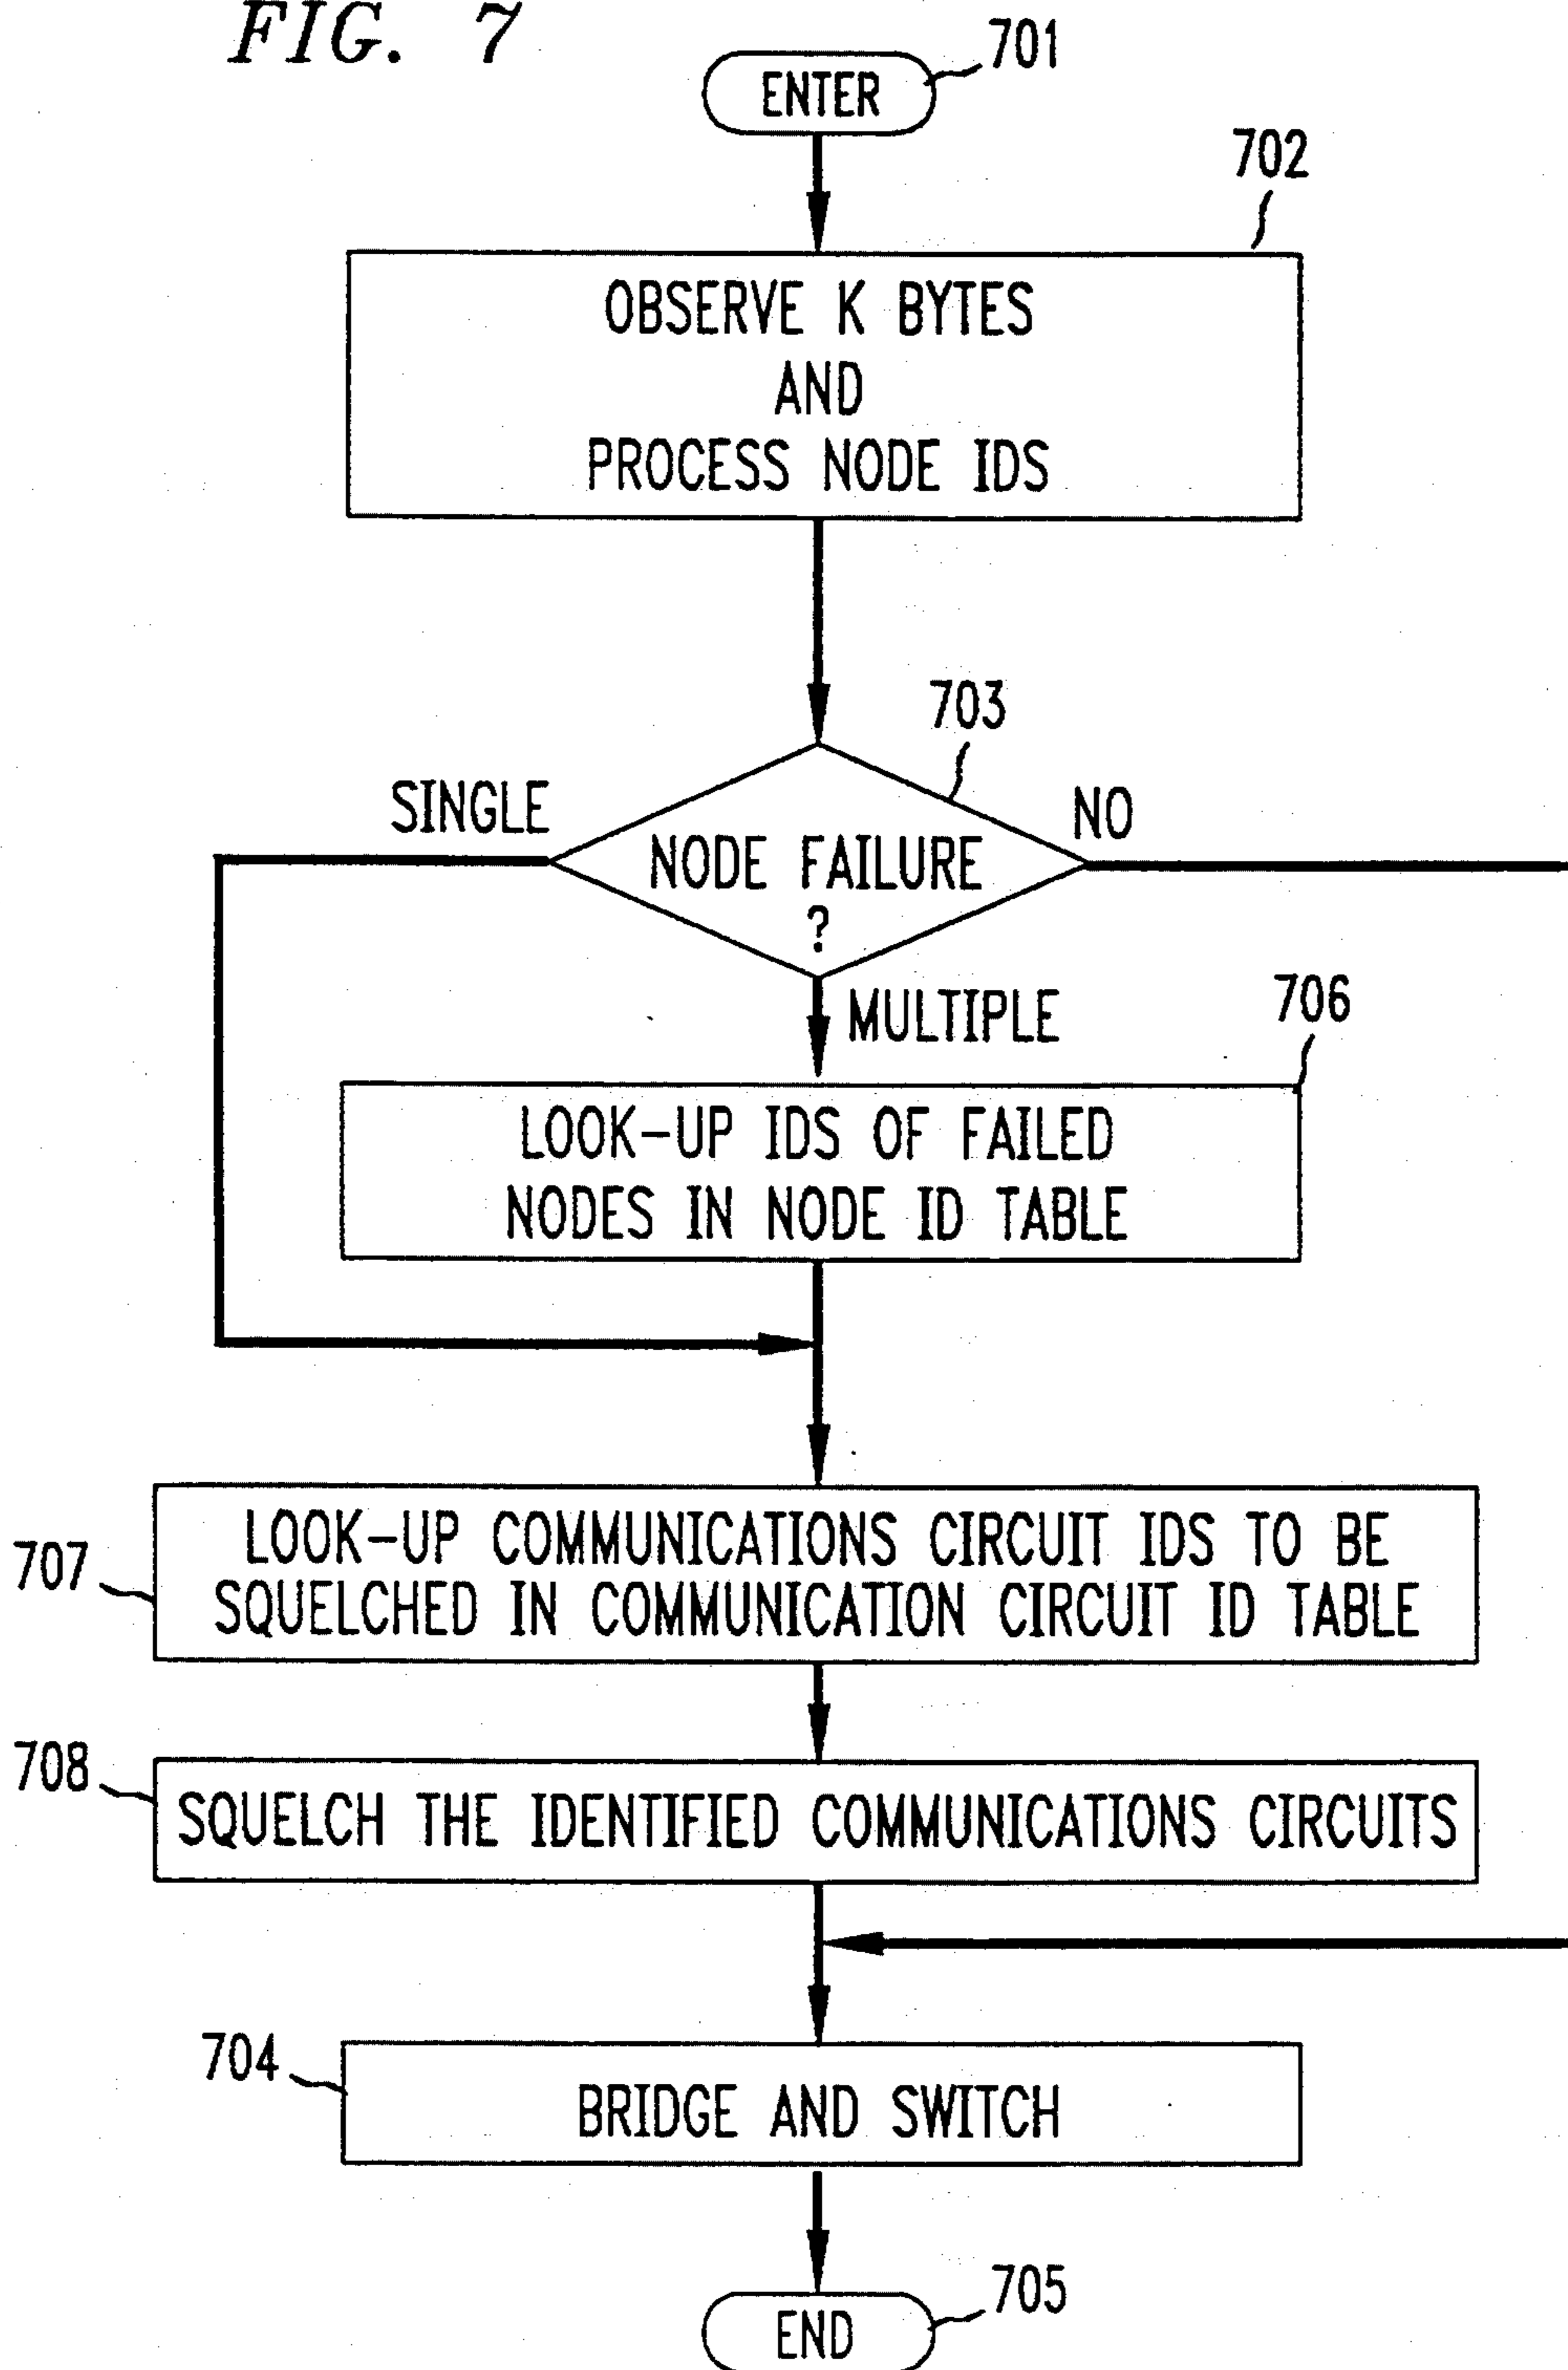 FIG. 7
701
ENTER
702
OBSERVE K BYTES
AND
PROCESS NODE IDS
703
SINGLE
NO
NODE FAILURE
?
MULTIPLE
706
LOOK-UP IDS OF FAILED
NODES IN NODE ID TABLE
707
LOOK-UP COMMUNICATIONS CIRCUIT IDS TO BE
SQUELCHED IN COMMUNICATION CIRCUIT ID TABLE
708
SQUELCH THE IDENTIFIED COMMUNICATIONS CIRCUITS
704
BRIDGE AND SWITCH
705
END